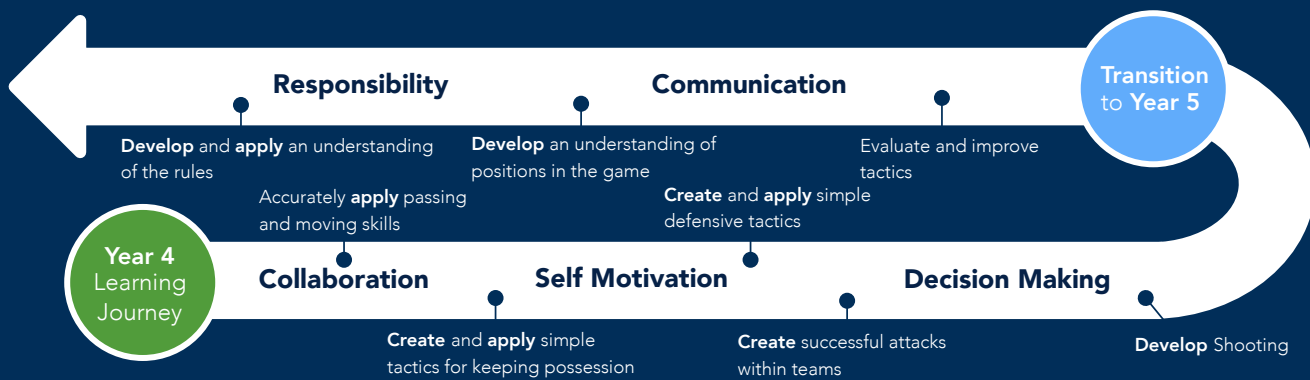 Responsibility
Communication
Transition
to Year 5
Develop and apply an understanding
of the rules
Develop an understanding of
positions in the game
Evaluate and improve
tactics
Accurately apply passing
and moving skills
Create and apply simple
defensive tactics
Year 4
Learning
Journey
Collaboration
Self Motivation
Decision Making
Create and apply simple
tactics for keeping possession
Create successful attacks
within teams
Develop Shooting